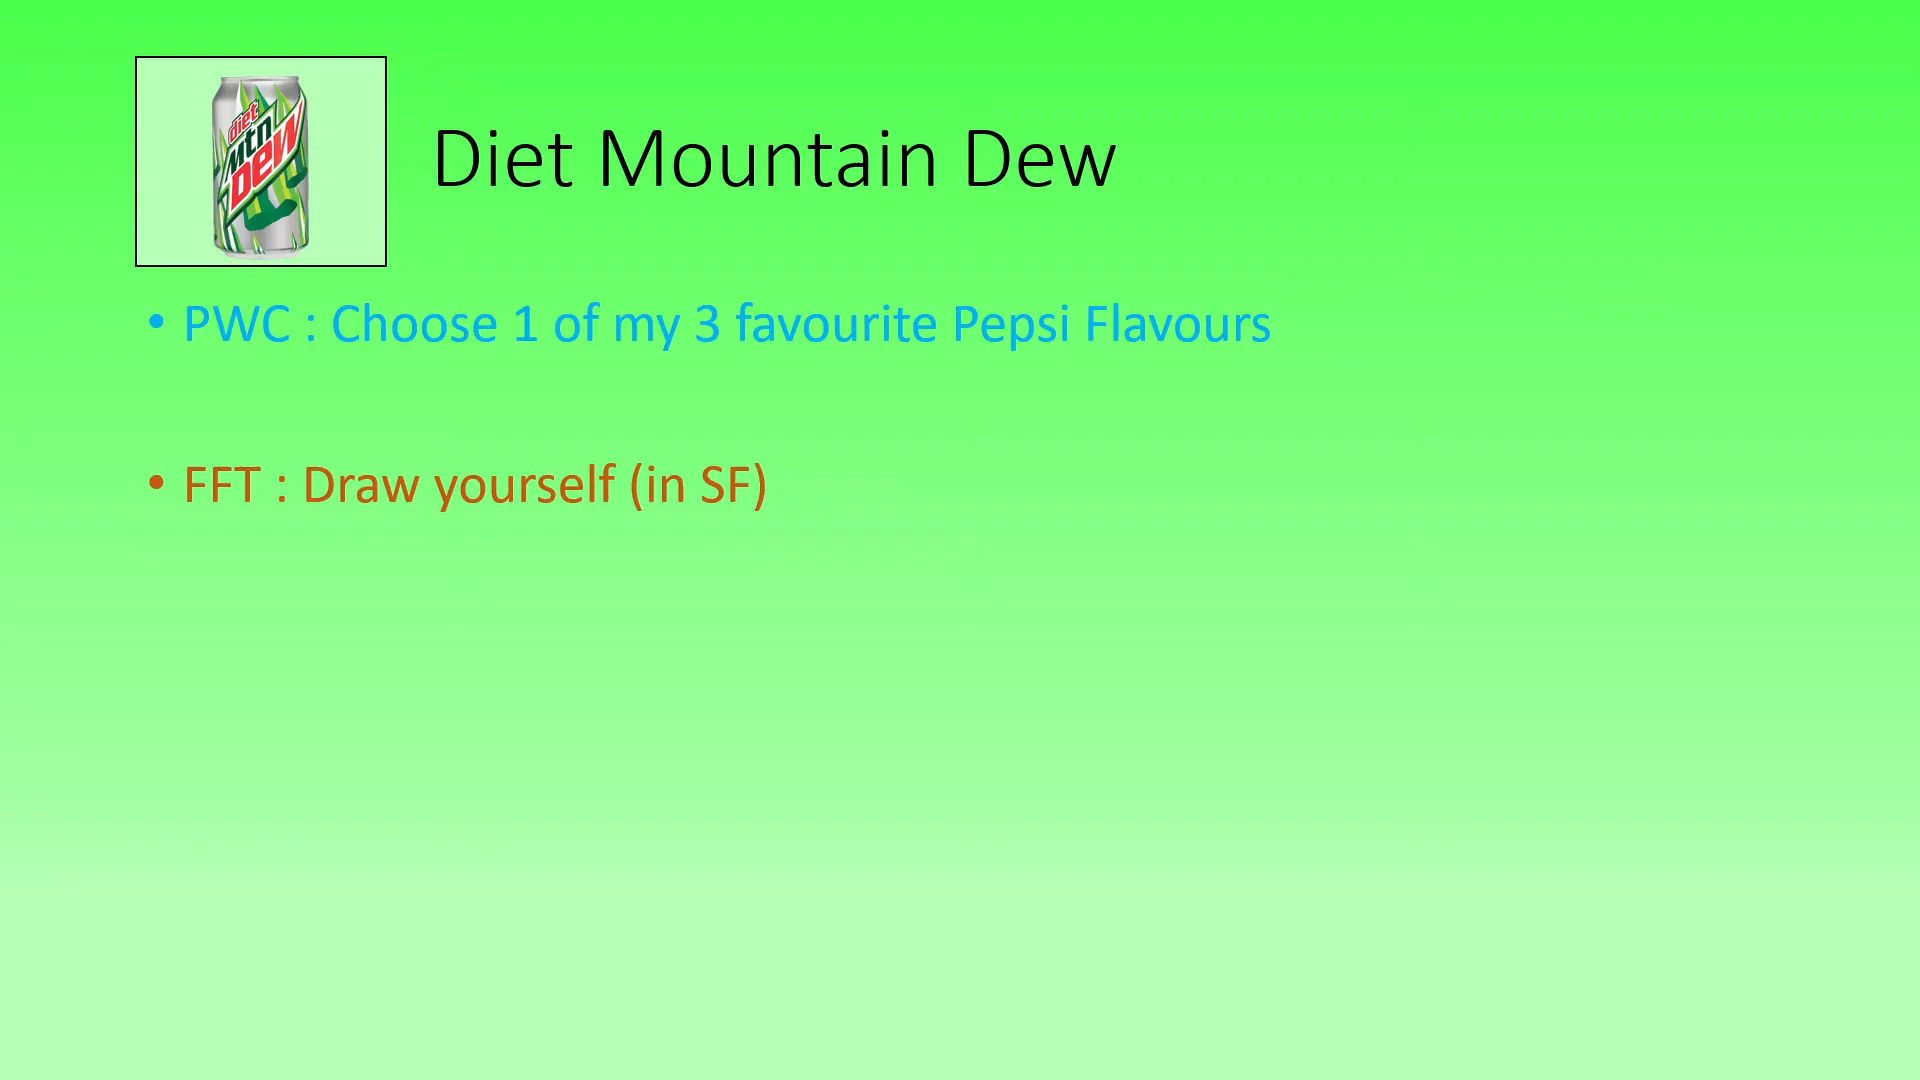 diet
Mtn
Dew
Diet Mountain Dew
• PWC : Choose 1 of my 3 favourite Pepsi Flavours
• FFT : Draw yourself (in SF)